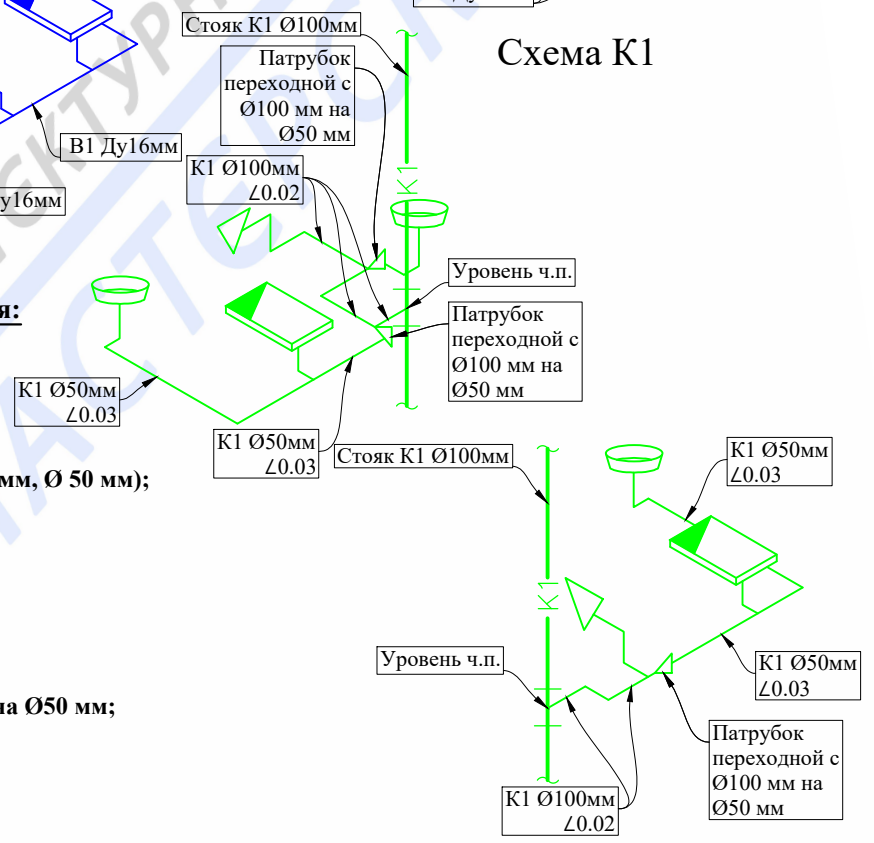 Стояк К1 Ø100мм
Схема К1
Патрубок
переходной с
Ø100 мм на
Ø50 мм
В1 Ду16мм
К1 Ø100мм
∠0.02
у16мм
К1
Уровень ч.п.
я:
Патрубок
переходной с
Ø100 мм на
Ø50 мм
К1 Ø50мм
∠0.03
К1 Ø50мм
∠0.03
Стояк К1 Ø100мм
К1 Ø50мм
∠0.03
мм, Ø 50 мм);
К1
Уровень ч.п.
К1 Ø50мм
∠0.03
на Ø50 мм;
Патрубок
переходной с
Ø100 мм на
Ø50 мм
К1 Ø100мм
∠0.02